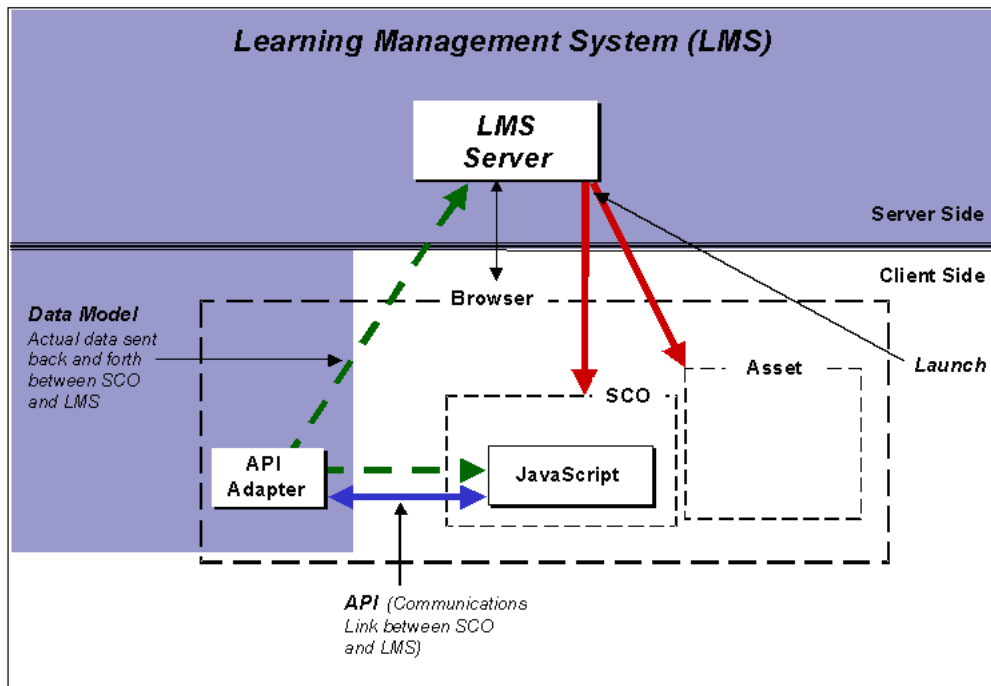 Learning Management System (LMS)
LMS
Server
Server Side
Client Side
Browser
Data Model
Actual data sent
back and forth
between SCO
and LMS
Launch
Asset
SCO
API
Adapter
JavaScript
API (Communications
Link between SCO
and LMS)